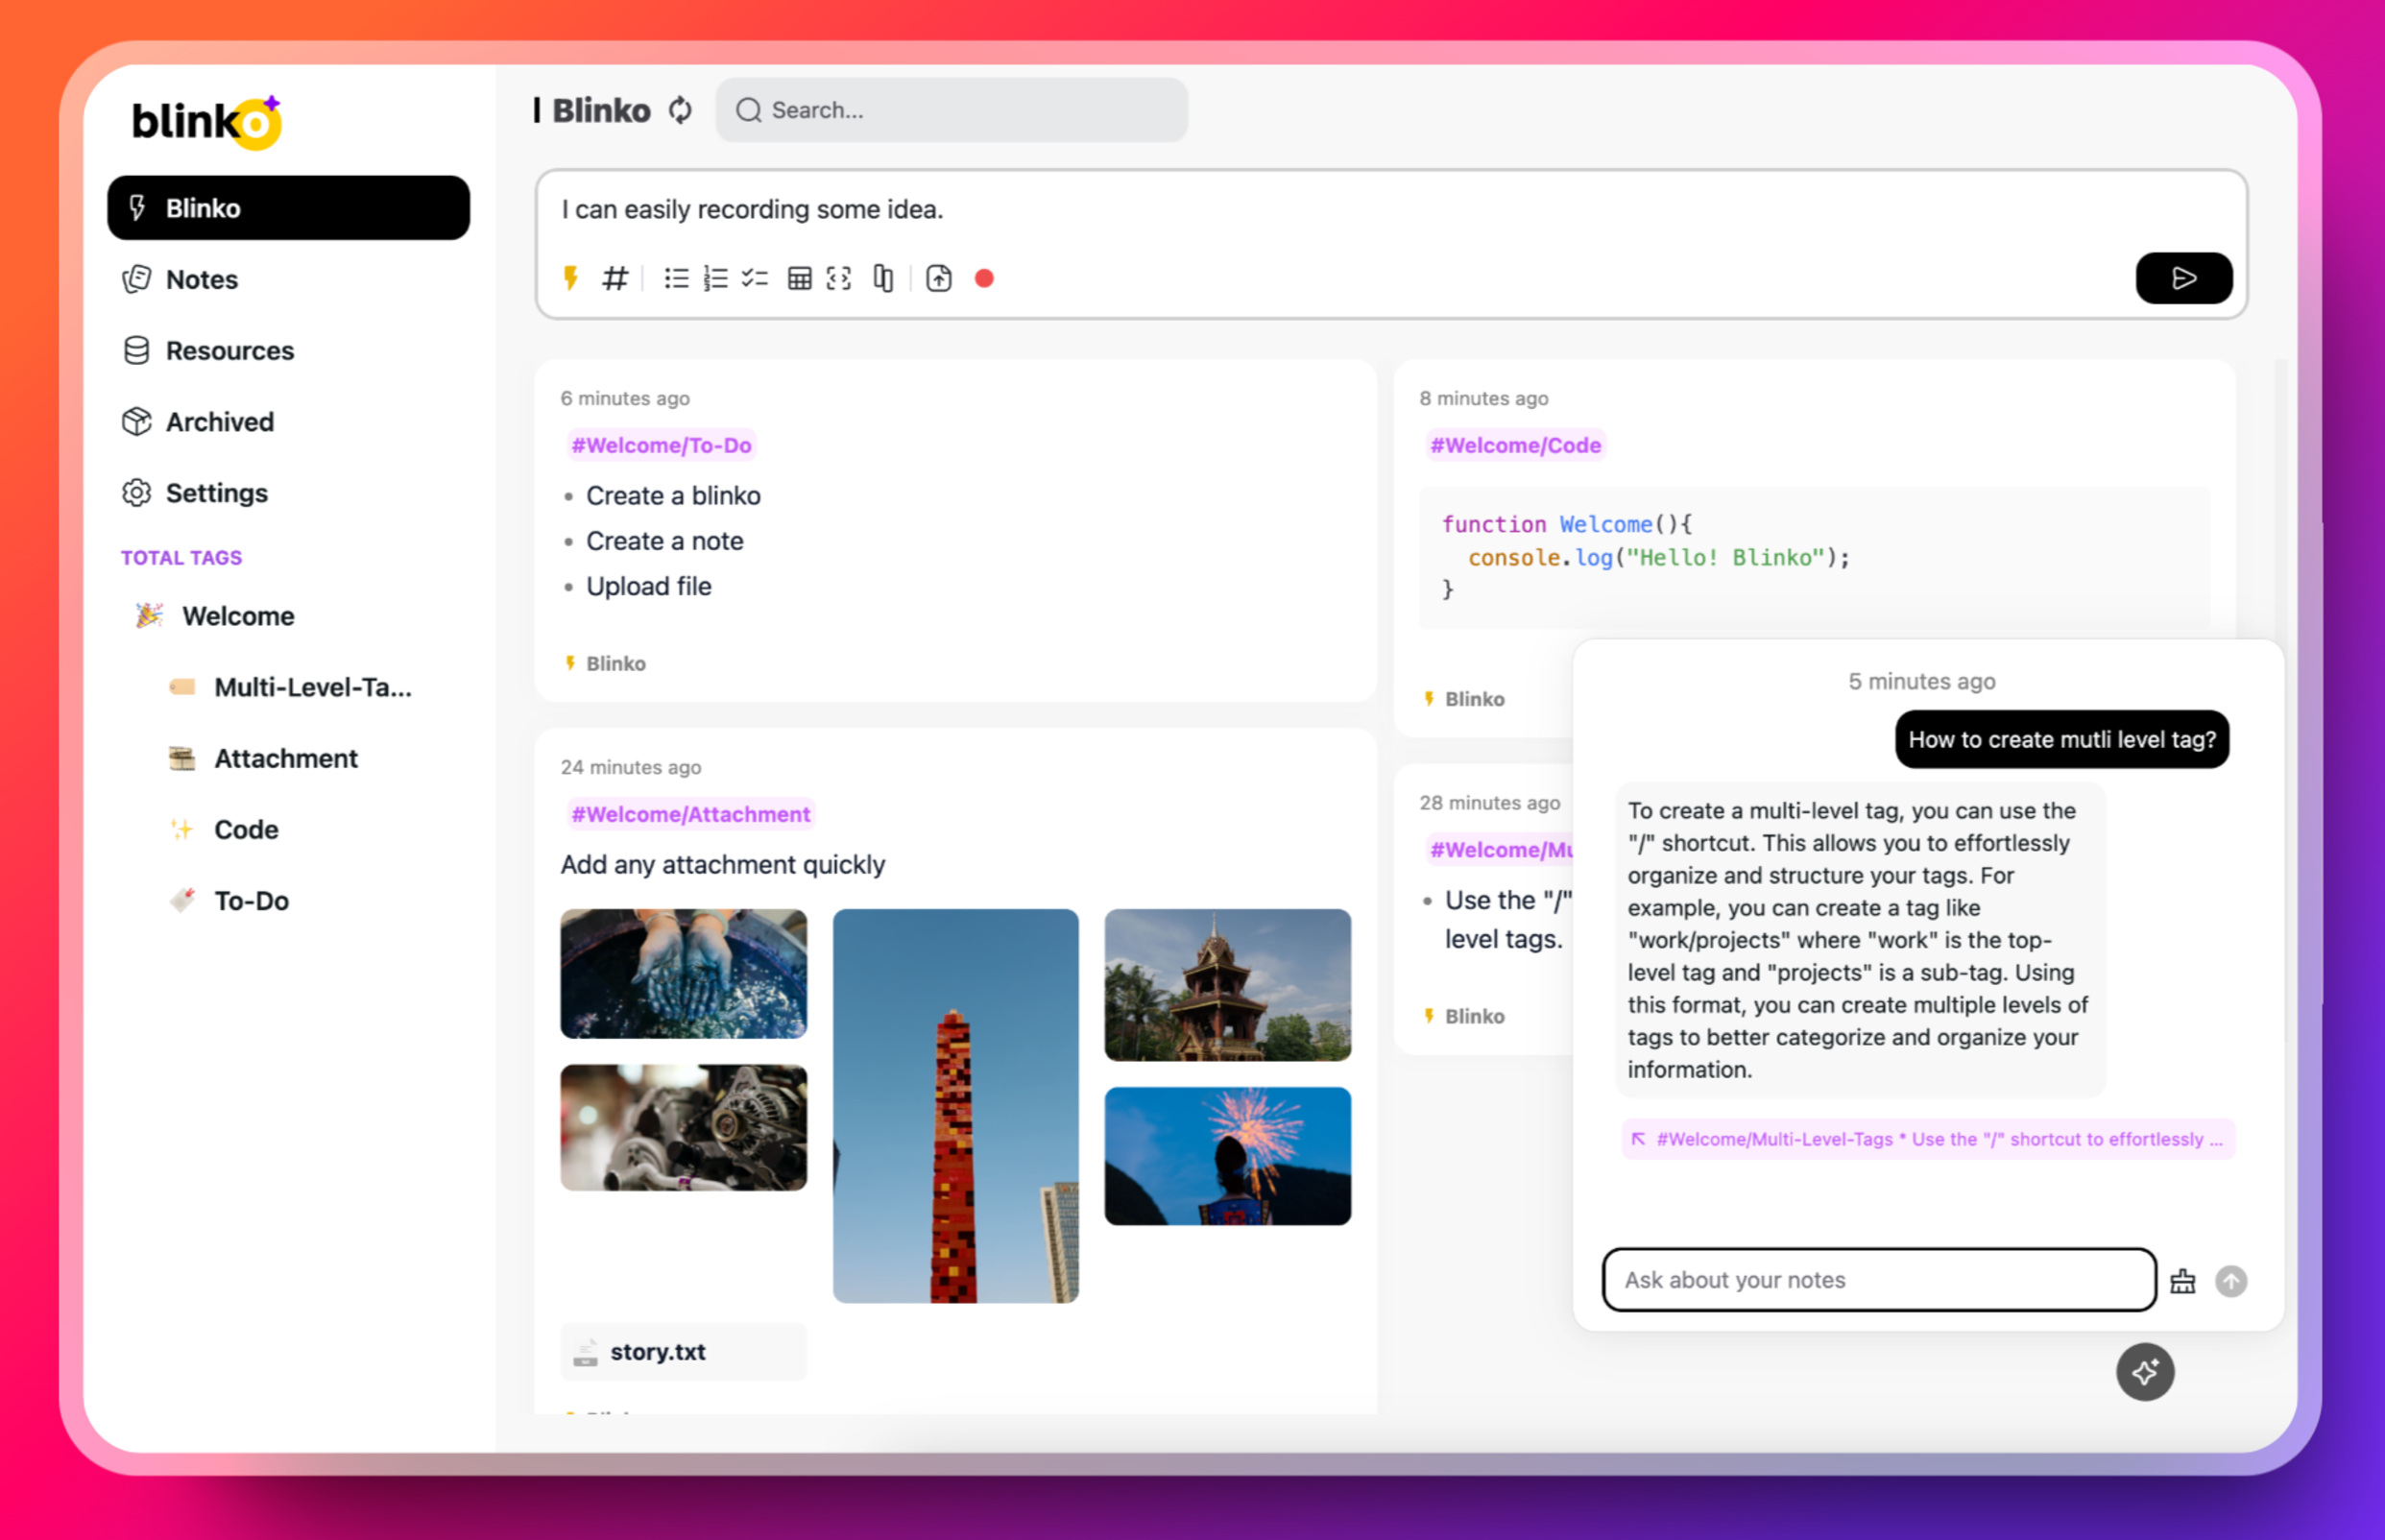 blinko
Blinko
Notes
Resources
Archived
Settings
TOTAL TAGS
Welcome
Multi-Level-Ta...
Attachment
Code
To-Do
Blinko
Search...
I can easily recording some idea.
6 minutes ago
#Welcome/To-Do
Create a blinko
Create a note
Upload file
Blinko
24 minutes ago
#Welcome/Attachment
Add any attachment quickly
story.txt
8 minutes ago
#Welcome/Code
function Welcome(){
console.log("Hello! Blinko");
}
Blinko
28 minutes ago
#Welcome/Mu
Use the "/"
level tags.
Blinko
5 minutes ago
How to create mutli level tag?
To create a multi-level tag, you can use the
"/" shortcut. This allows you to effortlessly
organize and structure your tags. For
example, you can create a tag like
"work/projects" where "work" is the top-
level tag and "projects" is a sub-tag. Using
this format, you can create multiple levels of
tags to better categorize and organize your
information.
#Welcome/Multi-Level-Tags * Use the "/" shortcut to effortlessly ...
Ask about your notes